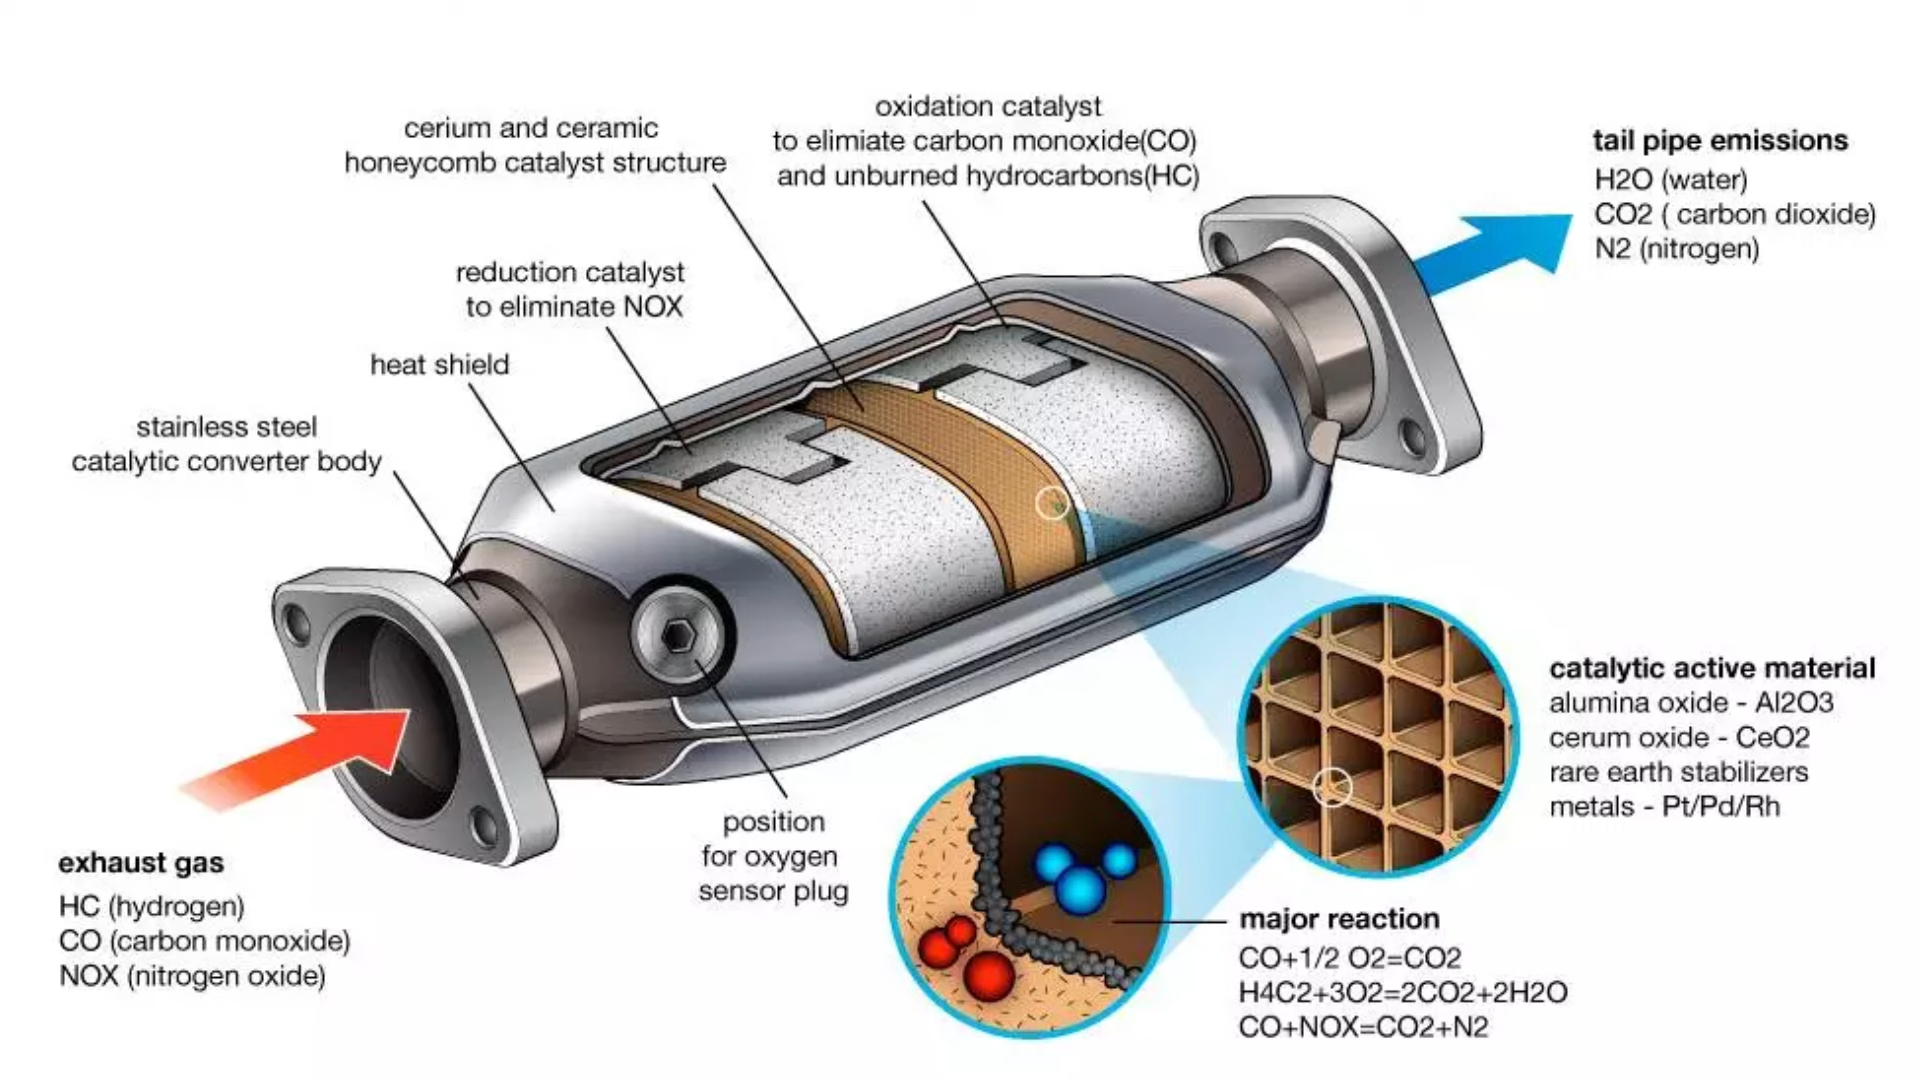 cerium and ceramic
honeycomb catalyst structure
oxidation catalyst
to elimiate carbon monoxide(CO)
and unburned hydrocarbons(HC)
tail pipe emissions
H2O (water)
CO2 ( carbon dioxide)
N2 (nitrogen)
reduction catalyst
to eliminate NOX
heat shield
stainless steel
catalytic converter body
catalytic active material
alumina oxide - Al2O3
cerum oxide - CeO2
rare earth stabilizers
metals - Pt/Pd/Rh
position
for oxygen
sensor plug
exhaust gas
HC (hydrogen)
CO (carbon monoxide)
NOX (nitrogen oxide)
major reaction
CO+1/2 O2=CO2
H4C2+3O2=2CO2+2H2O
CO+NOX=CO2+N2